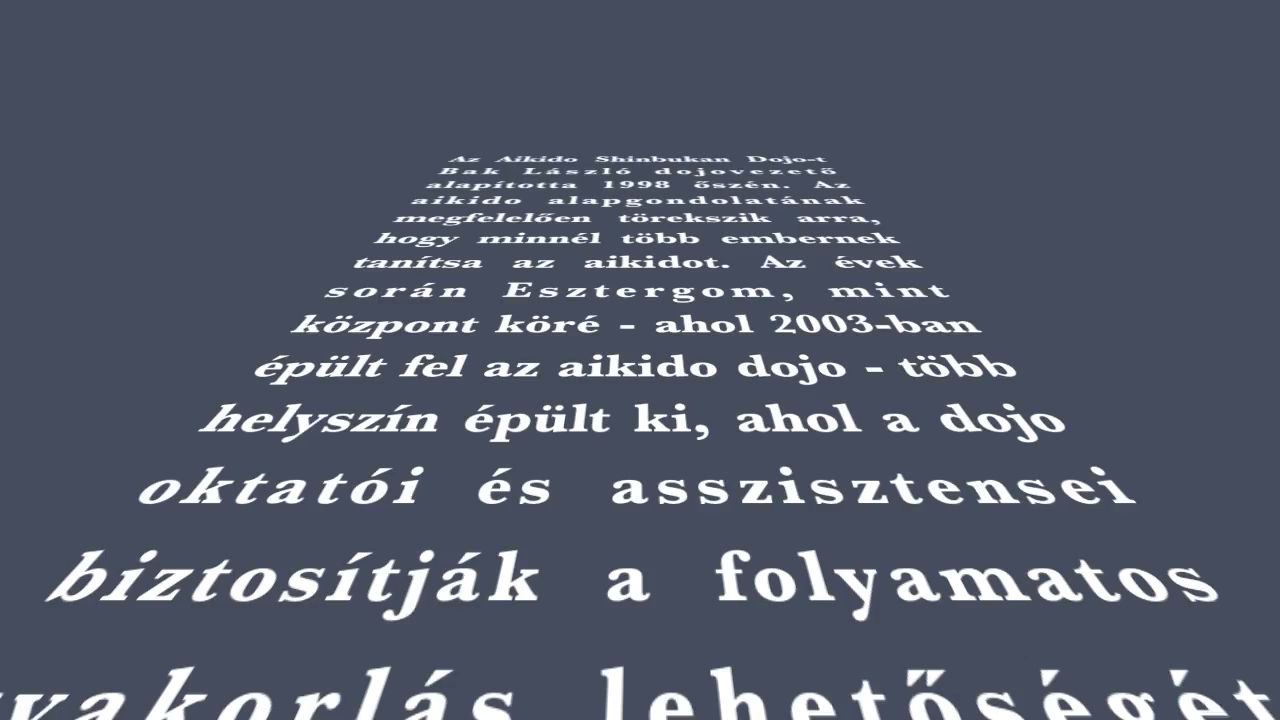 Az Aikido Shinbukan Dojo-t
Bak László dojovezető
alapította 1998 őszén. Az
aikido alapgondolatának
megfelelően törekszik arra,
hogy minnél több embernek
tanítsa az aikidot. Az évek
során Esztergom, mint
központ köré - ahol 2003-ban
épült fel az aikido dojo - több
helyszín épült ki, ahol a dojo
oktatói és asszisztensei
biztosítják a folyamatos
lehetőségét